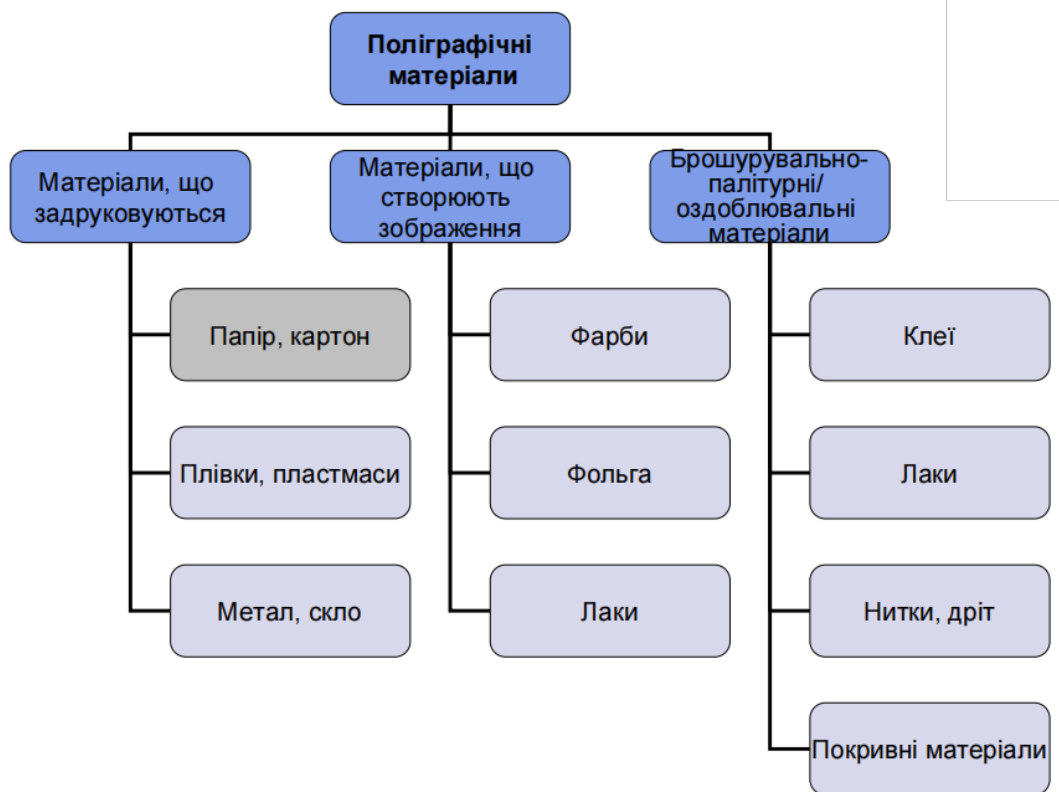 Поліграфічні
матеріали
Матеріали, що
задруковуються
Матеріали, що
створюють
зображення
Брошурувально-
палітурні/
оздоблювальні
матеріали
Папір, картон
Фарби
Клеї
Плівки, пластмаси
Фольга
Лаки
Метал, скло
Лаки
Нитки, дріт
Покривні матеріали